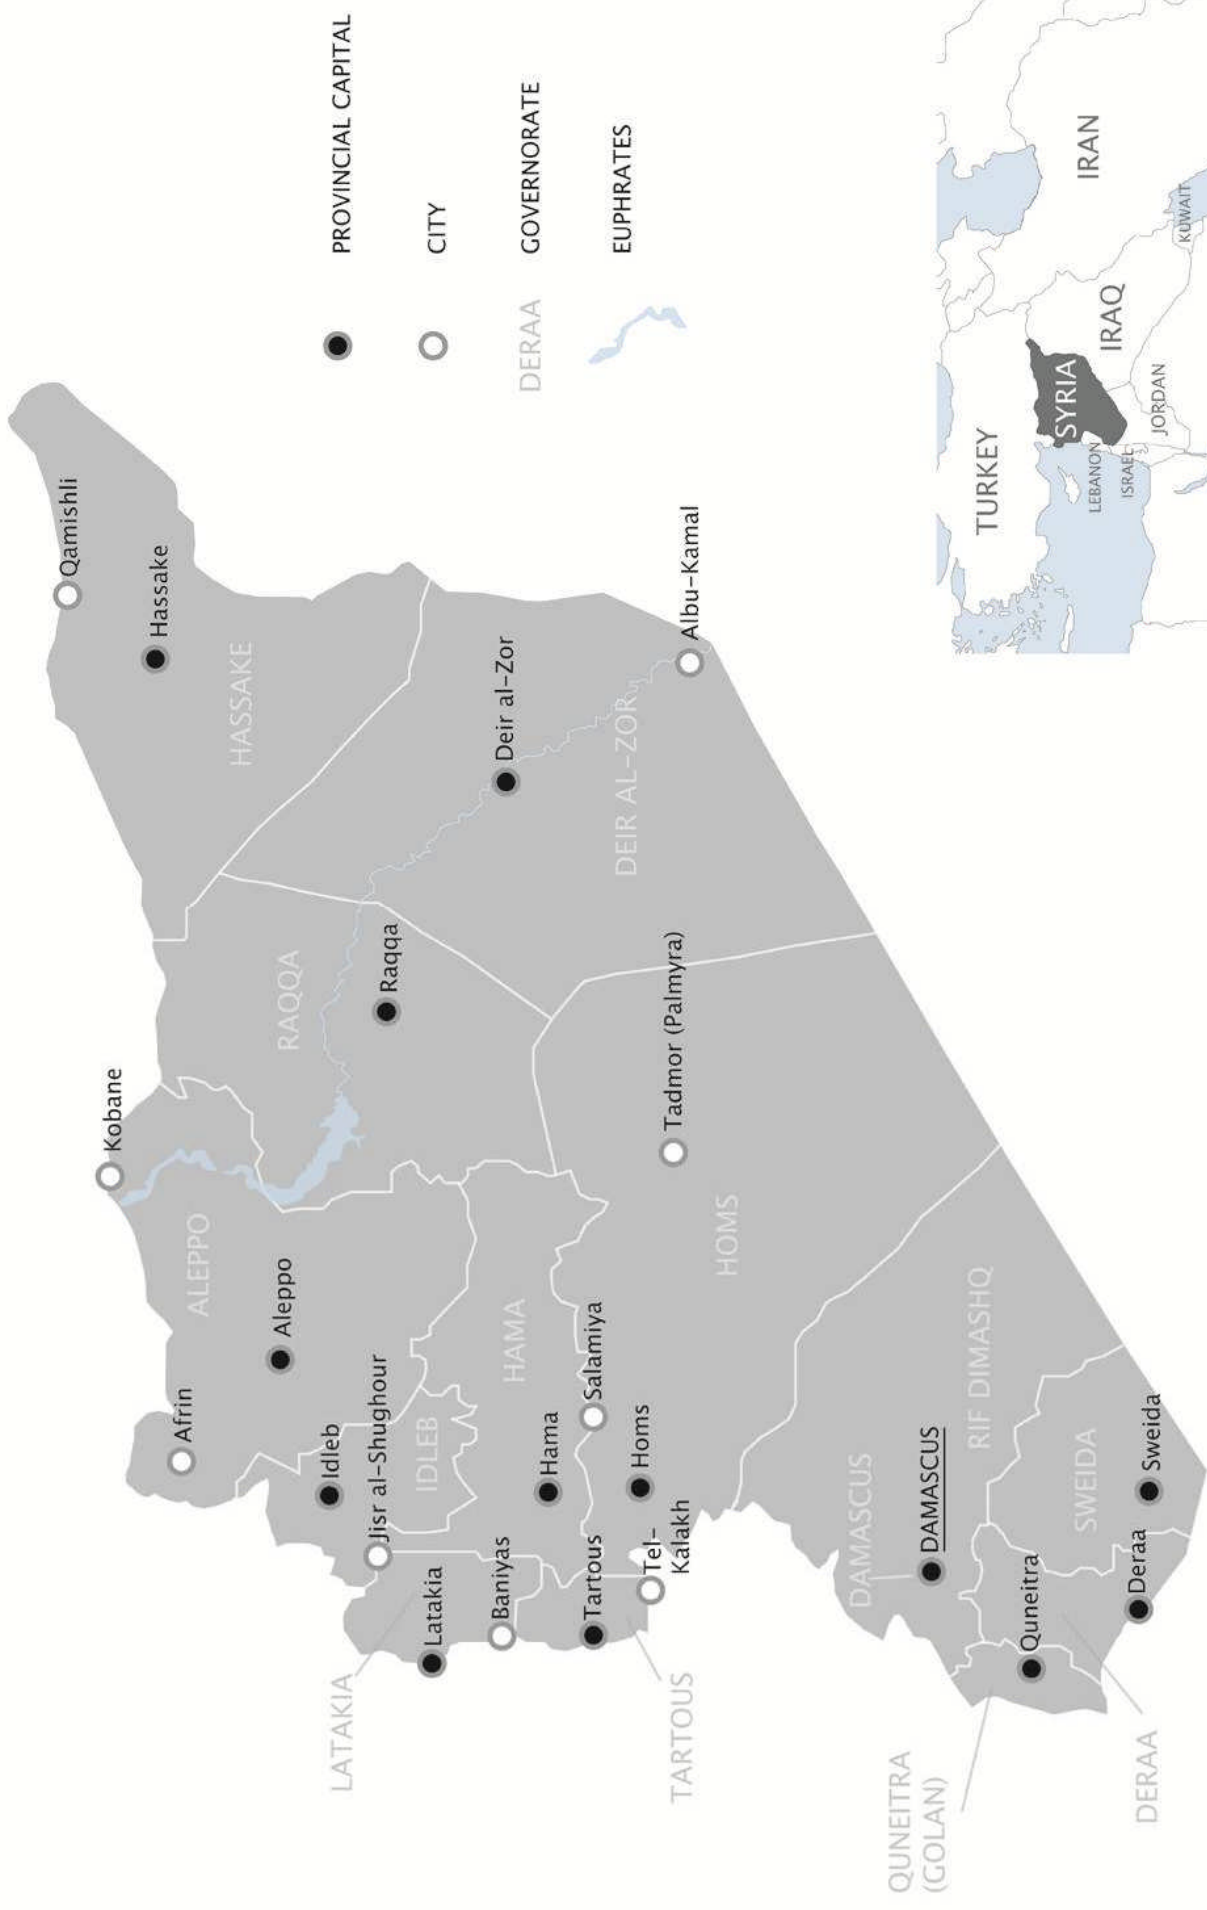 Qamishli
Hassake
HASSAKE
Kobane
Afrin
ALEPPO
Aleppo
RAQQA
Raqqa
Idleb
Jisr al-Shughour
IDLEB
LATAKIA
Latakia
Baniyas
HAMA
Hama
Salamiya
Deir al-Zor
DEIR AL-ZOR
Albu-Kamal
Tartous
TARTOUS
Tel-
Kalakh
Homs
HOMS
Tadmor (Palmyra)
DAMASCUS
DAMASCUS
RIF DIMASHQ
QUNEITRA
(GOLAN)
Quneitra
SWEIDA
Sweida
Deraa
DERAA
PROVINCIAL CAPITAL
CITY
DERAA GOVERNORATE
EUPHRATES
TURKEY
SYRIA
LEBANON
ISRAEL
JORDAN
IRAQ
IRAN
KUWAIT